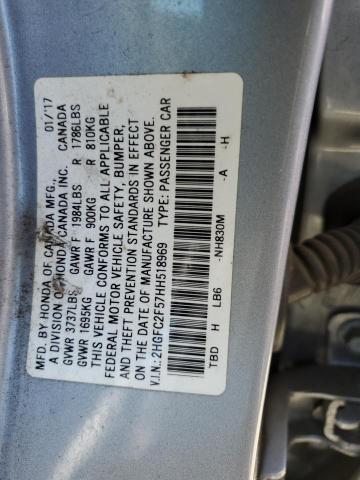 MFD. BY HONDA OF CANADA MFG., 01/17
A DIVISION OF HONDA CANADA INC. CANADA
GVWR 3737LBS GAWR F 1984LBS R 1786LBS
GVWR 1695KG GAWR F 900KG R 810KG
THIS VEHICLE CONFORMS TO ALL APPLICABLE
FEDERAL MOTOR VEHICLE SAFETY, BUMPER,
AND THEFT PREVENTION STANDARDS IN EFFECT
ON THE DATE OF MANUFACTURE SHOWN ABOVE.
V.I.N.: 2HGFC2F57HH518969 TYPE: PASSENGER CAR
TBD H LB6 -NH830M -A -H